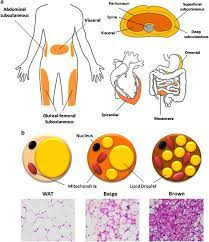 a
Abdominal
subcutaneous
Visceral
Gluteal-femoral
Subcutaneous
Peritoneum
Spine
Visceral
Superficial
subcutaneous
Deep
subcutaneous
Omental
Epicardial
Mesenteric
b
Nucleus
Mitochondria
Lipid Droplet
WAT
Beige
Brown